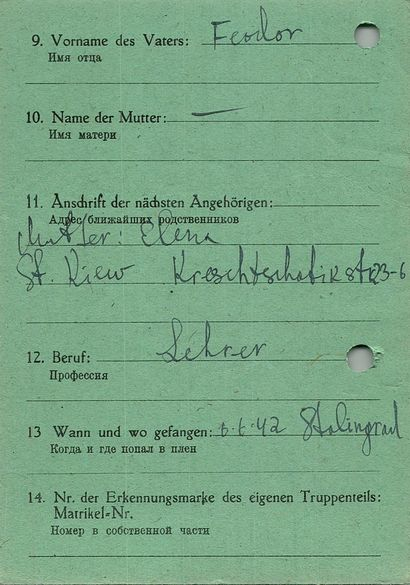 9. Vorname des Vaters: Feodor
Имя отца
10. Name der Mutter: —
Имя матери
11. Anschrift der nächsten Angehörigen:
Адрес/ближайших родственников
Mutter: Elena
St. Kiew Kreschtschatikstr 23-6
12. Beruf: Lehrer
Профессия
13 Wann und wo gefangen: 6.6.42 Stalingrad
Когда и где попал в плен
14. Nr. der Erkennungsmarke des eigenen Truppenteils:
Matrikel-Nr.
Номер в собственной части